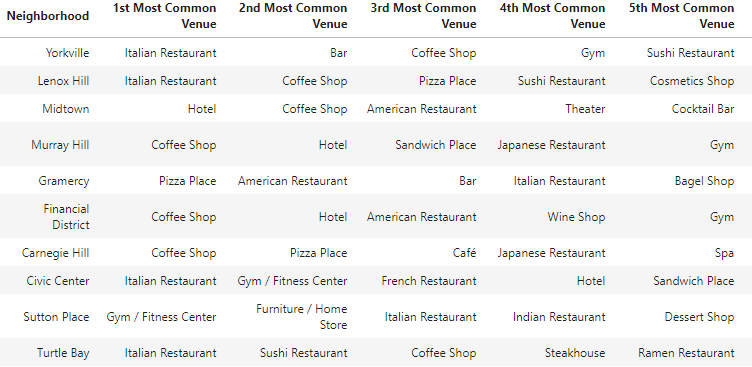 Neighborhood 1st Most Common Venue 2nd Most Common Venue 3rd Most Common Venue 4th Most Common Venue 5th Most Common Venue
Yorkville Italian Restaurant Bar Coffee Shop Gym Sushi Restaurant
Lenox Hill Italian Restaurant Coffee Shop Pizza Place Sushi Restaurant Cosmetics Shop
Midtown Hotel Coffee Shop American Restaurant Theater Cocktail Bar
Murray Hill Coffee Shop Hotel Sandwich Place Japanese Restaurant Gym
Gramercy Pizza Place American Restaurant Bar Italian Restaurant Bagel Shop
Financial District Coffee Shop Hotel American Restaurant Wine Shop Gym
Carnegie Hill Coffee Shop Pizza Place Café Japanese Restaurant Spa
Civic Center Italian Restaurant Gym / Fitness Center French Restaurant Hotel Sandwich Place
Sutton Place Gym / Fitness Center Furniture / Home Store Italian Restaurant Indian Restaurant Dessert Shop
Turtle Bay Italian Restaurant Sushi Restaurant Coffee Shop Steakhouse Ramen Restaurant